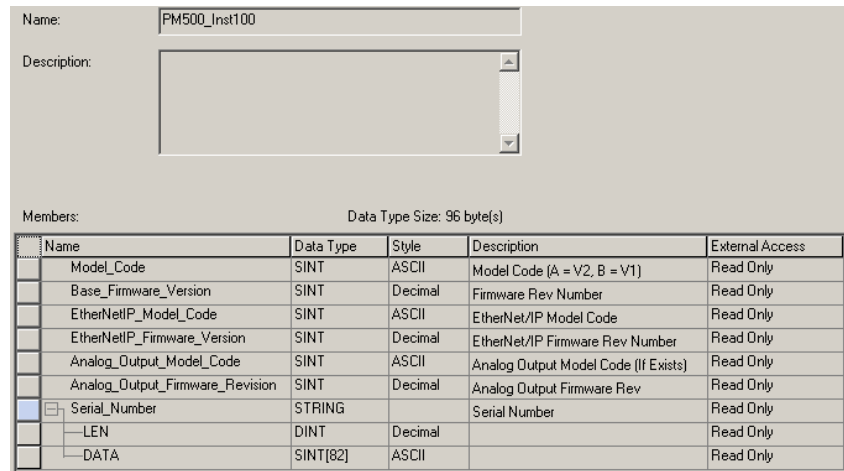 Name: PM500_Inst100
Description:
Members: Data Type Size: 96 byte(s)
Name Data Type Style Description External Access
Model_Code SINT ASCII Model Code (A = V2, B = V1) Read Only
Base_Firmware_Version SINT Decimal Firmware Rev Number Read Only
EtherNetIP_Model_Code SINT ASCII EtherNet/IP Model Code Read Only
EtherNetIP_Firmware_Version SINT Decimal EtherNet/IP Firmware Rev Number Read Only
Analog_Output_Model_Code SINT ASCII Analog Output Model Code (If Exists) Read Only
Analog_Output_Firmware_Revision SINT Decimal Analog Output Firmware Rev Read Only
Serial_Number STRING Serial Number Read Only
LEN DINT Decimal Read Only
DATA SINT[82] ASCII Read Only